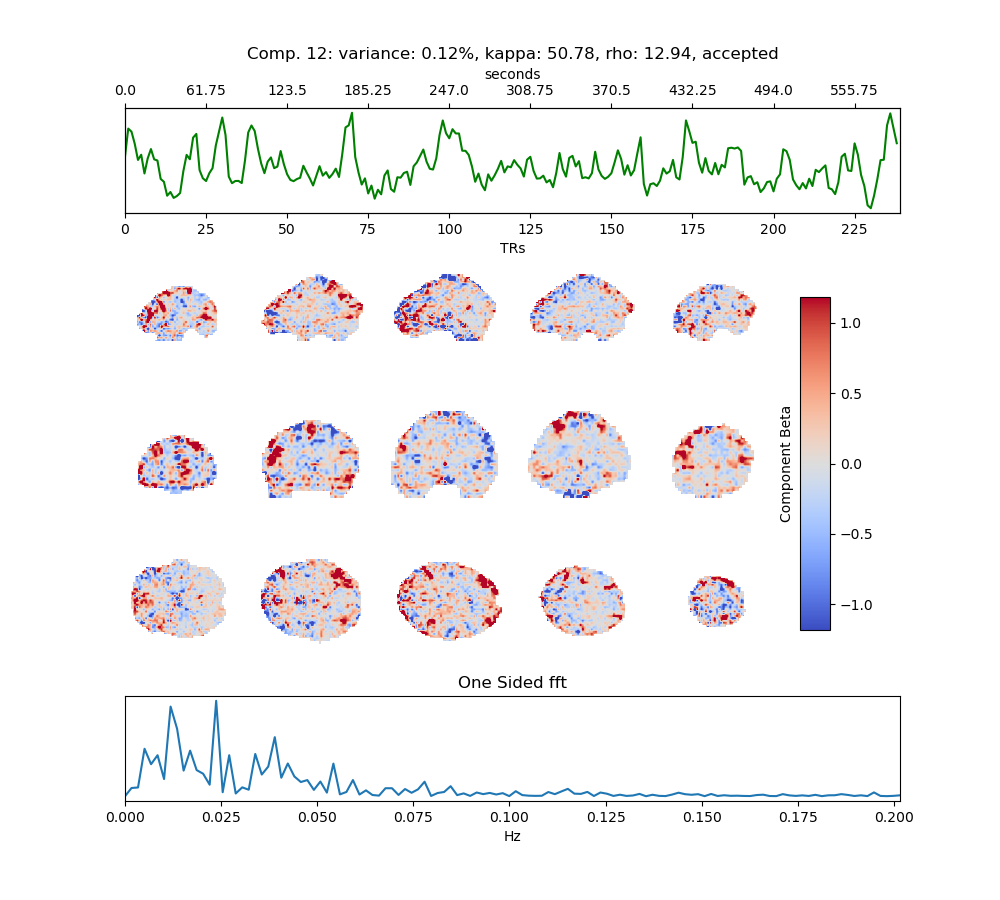 Comp. 12: variance: 0.12%, kappa: 50.78, rho: 12.94, accepted
seconds
0.0 61.75 123.5 185.25 247.0 308.75 370.5 432.25 494.0 555.75
0 25 50 75 100 125 150 175 200 225
TRs
1.0
0.5
0.0
−0.5
−1.0
Component Beta
One Sided fft
0.000 0.025 0.050 0.075 0.100 0.125 0.150 0.175 0.200
Hz